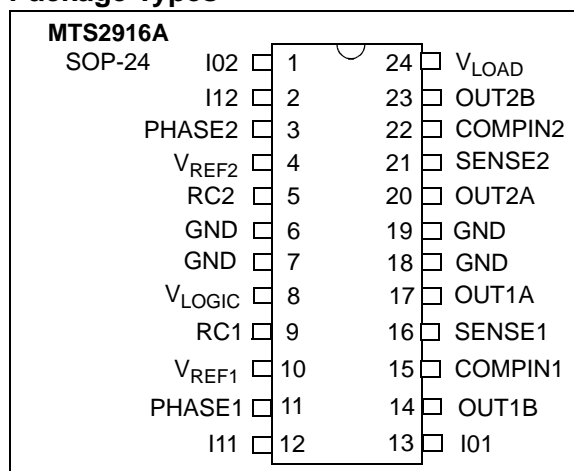 Package Types
MTS2916A
SOP-24
I02 1 24 VLOAD
I12 2 23 OUT2B
PHASE2 3 22 COMPIN2
VREF2 4 21 SENSE2
RC2 5 20 OUT2A
GND 6 19 GND
GND 7 18 GND
VLOGIC 8 17 OUT1A
RC1 9 16 SENSE1
VREF1 10 15 COMPIN1
PHASE1 11 14 OUT1B
I11 12 13 I01